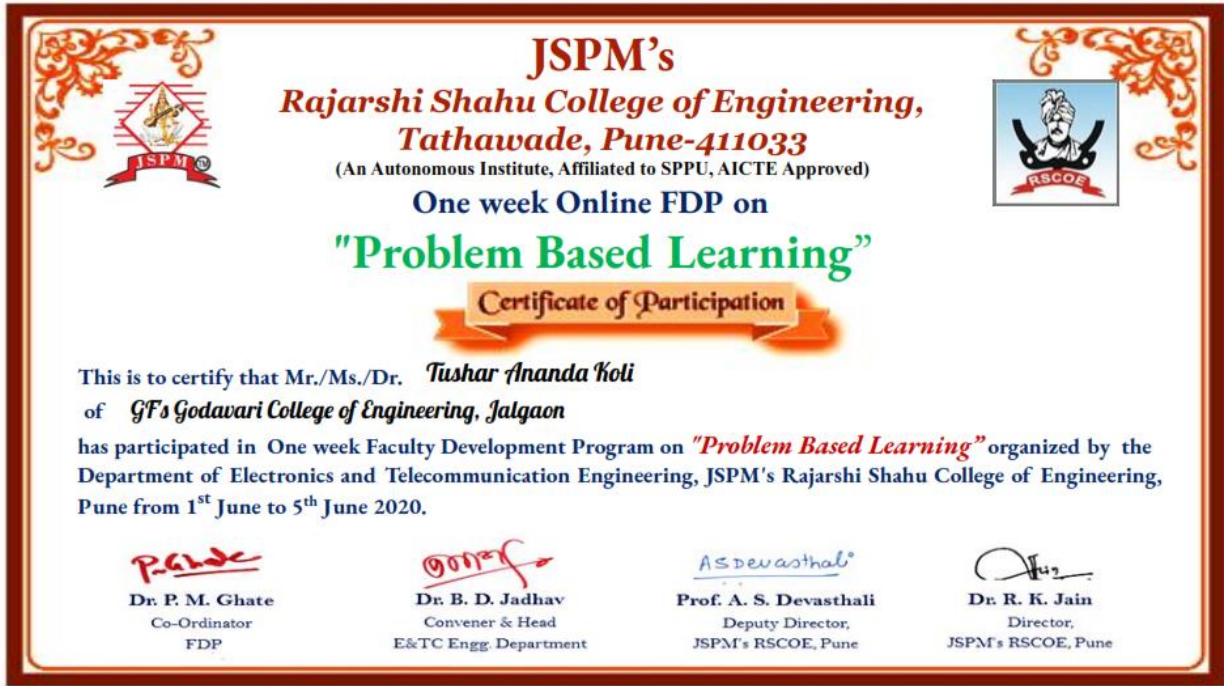 JSPM's
Rajarshi Shahu College of Engineering,
Tathawade, Pune-411033
(An Autonomous Institute, Affiliated to SPPU, AICTE Approved)
One week Online FDP on
"Problem Based Learning”
Certificate of Participation
JSPM TM
RSCOE
This is to certify that Mr./Ms./Dr. Tushar Ananda Koli
of GF's Godavari College of Engineering, Jalgaon
has participated in One week Faculty Development Program on "Problem Based Learning” organized by the
Department of Electronics and Telecommunication Engineering, JSPM's Rajarshi Shahu College of Engineering,
Pune from 1st June to 5th June 2020.
P. Ghate
ASDevasthali
Dr. P. M. Ghate
Co-Ordinator
FDP
Dr. B. D. Jadhav
Convener & Head
E&TC Engg. Department
Prof. A. S. Devasthali
Deputy Director,
JSPM's RSCOE, Pune
Dr. R. K. Jain
Director,
JSPM's RSCOE, Pune